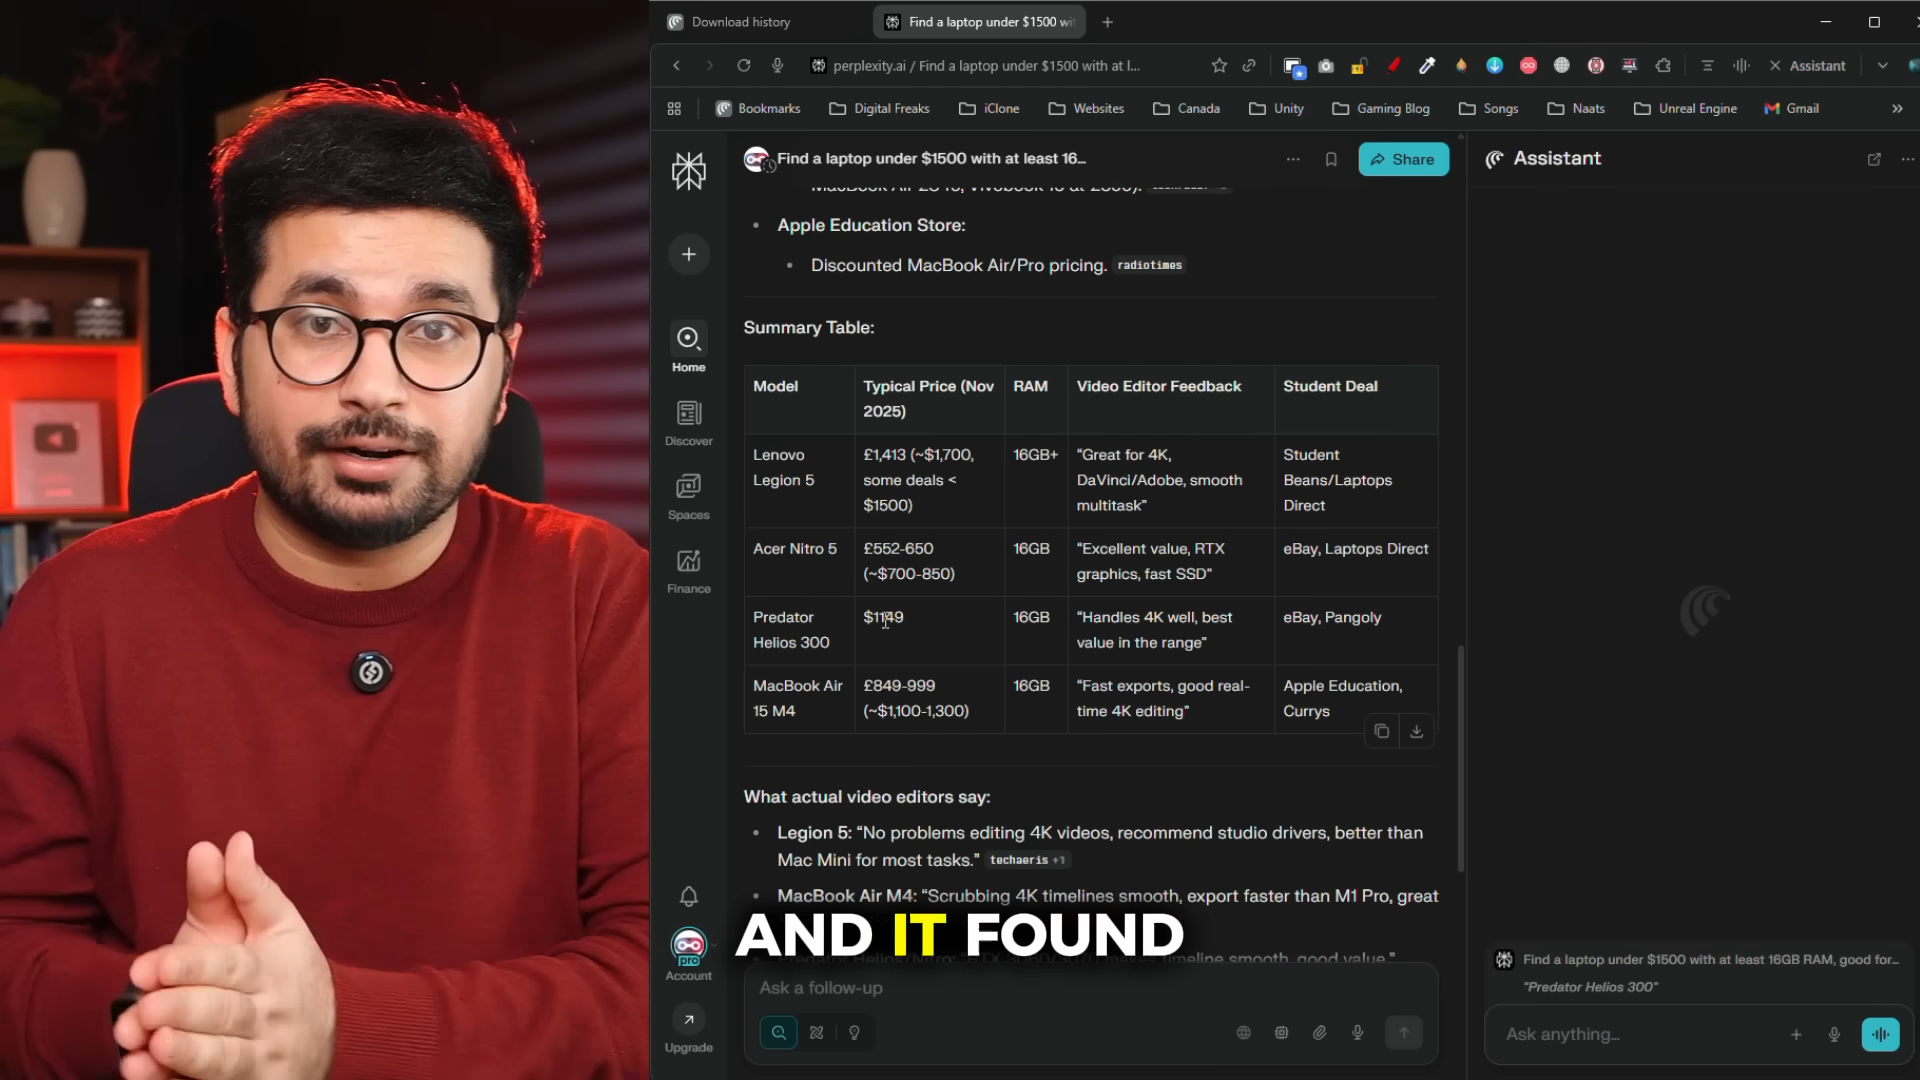 Download history
Find a laptop under $1500 wi
perplexity.ai / Find a laptop under $1500 with at l...
Assistant
Bookmarks
Digital Freaks
iClone
Websites
Canada
Unity
Gaming Blog
Songs
Naats
Unreal Engine
Gmail
Find a laptop under $1500 with at least 16...
Share
Assistant
Apple Education Store:
Discounted MacBook Air/Pro pricing. radiotimes
Home
Discover
Spaces
Finance
Summary Table:
Model Typical Price (Nov 2025) RAM Video Editor Feedback Student Deal
Lenovo Legion 5 £1,413 (~$1,700, some deals < $1500) 16GB+ “Great for 4K, DaVinci/Adobe, smooth multitask” Student Beans/Laptops Direct
Acer Nitro 5 £552-650 (~$700-850) 16GB “Excellent value, RTX graphics, fast SSD” eBay, Laptops Direct
Predator Helios 300 $1149 16GB “Handles 4K well, best value in the range” eBay, Pangoly
MacBook Air 15 M4 £849-999 (~$1,100-1,300) 16GB “Fast exports, good real-time 4K editing” Apple Education, Currys
What actual video editors say:
Legion 5: “No problems editing 4K videos, recommend studio drivers, better than
Mac Mini for most tasks.” techaeris +1
MacBook Air M4: “Scrubbing 4K timelines smooth, export faster than M1 Pro, great
AND IT FOUND
pro
Account
Upgrade
Ask a follow-up
Find a laptop under $1500 with at least 16GB RAM, good for...
"Predator Helios 300"
Ask anything...